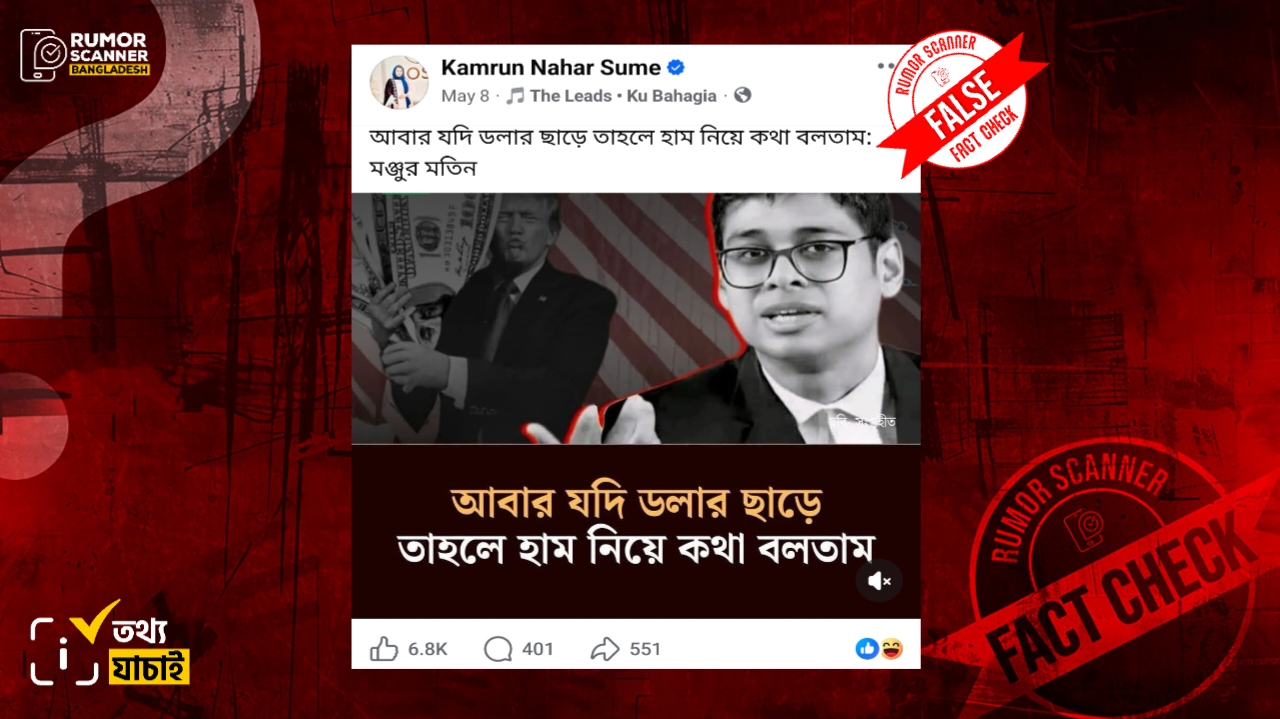 RUMOR
SCANNER
BANGLADESH
Kamrun Nahar Sume
May 8 · The Leads • Ku Bahagia ·
আবার যদি ডলার ছাড়ে তাহলে হাম নিয়ে কথা বলতাম:
মঞ্জুর মতিন
RUMOR SCANNER
FALSE
FACT CHECK
আবার যদি ডলার ছাড়ে
তাহলে হাম নিয়ে কথা বলতাম
6.8K 401 551
RUMOR SCANNER
FACT CHECK
তথ্য
যাচাই